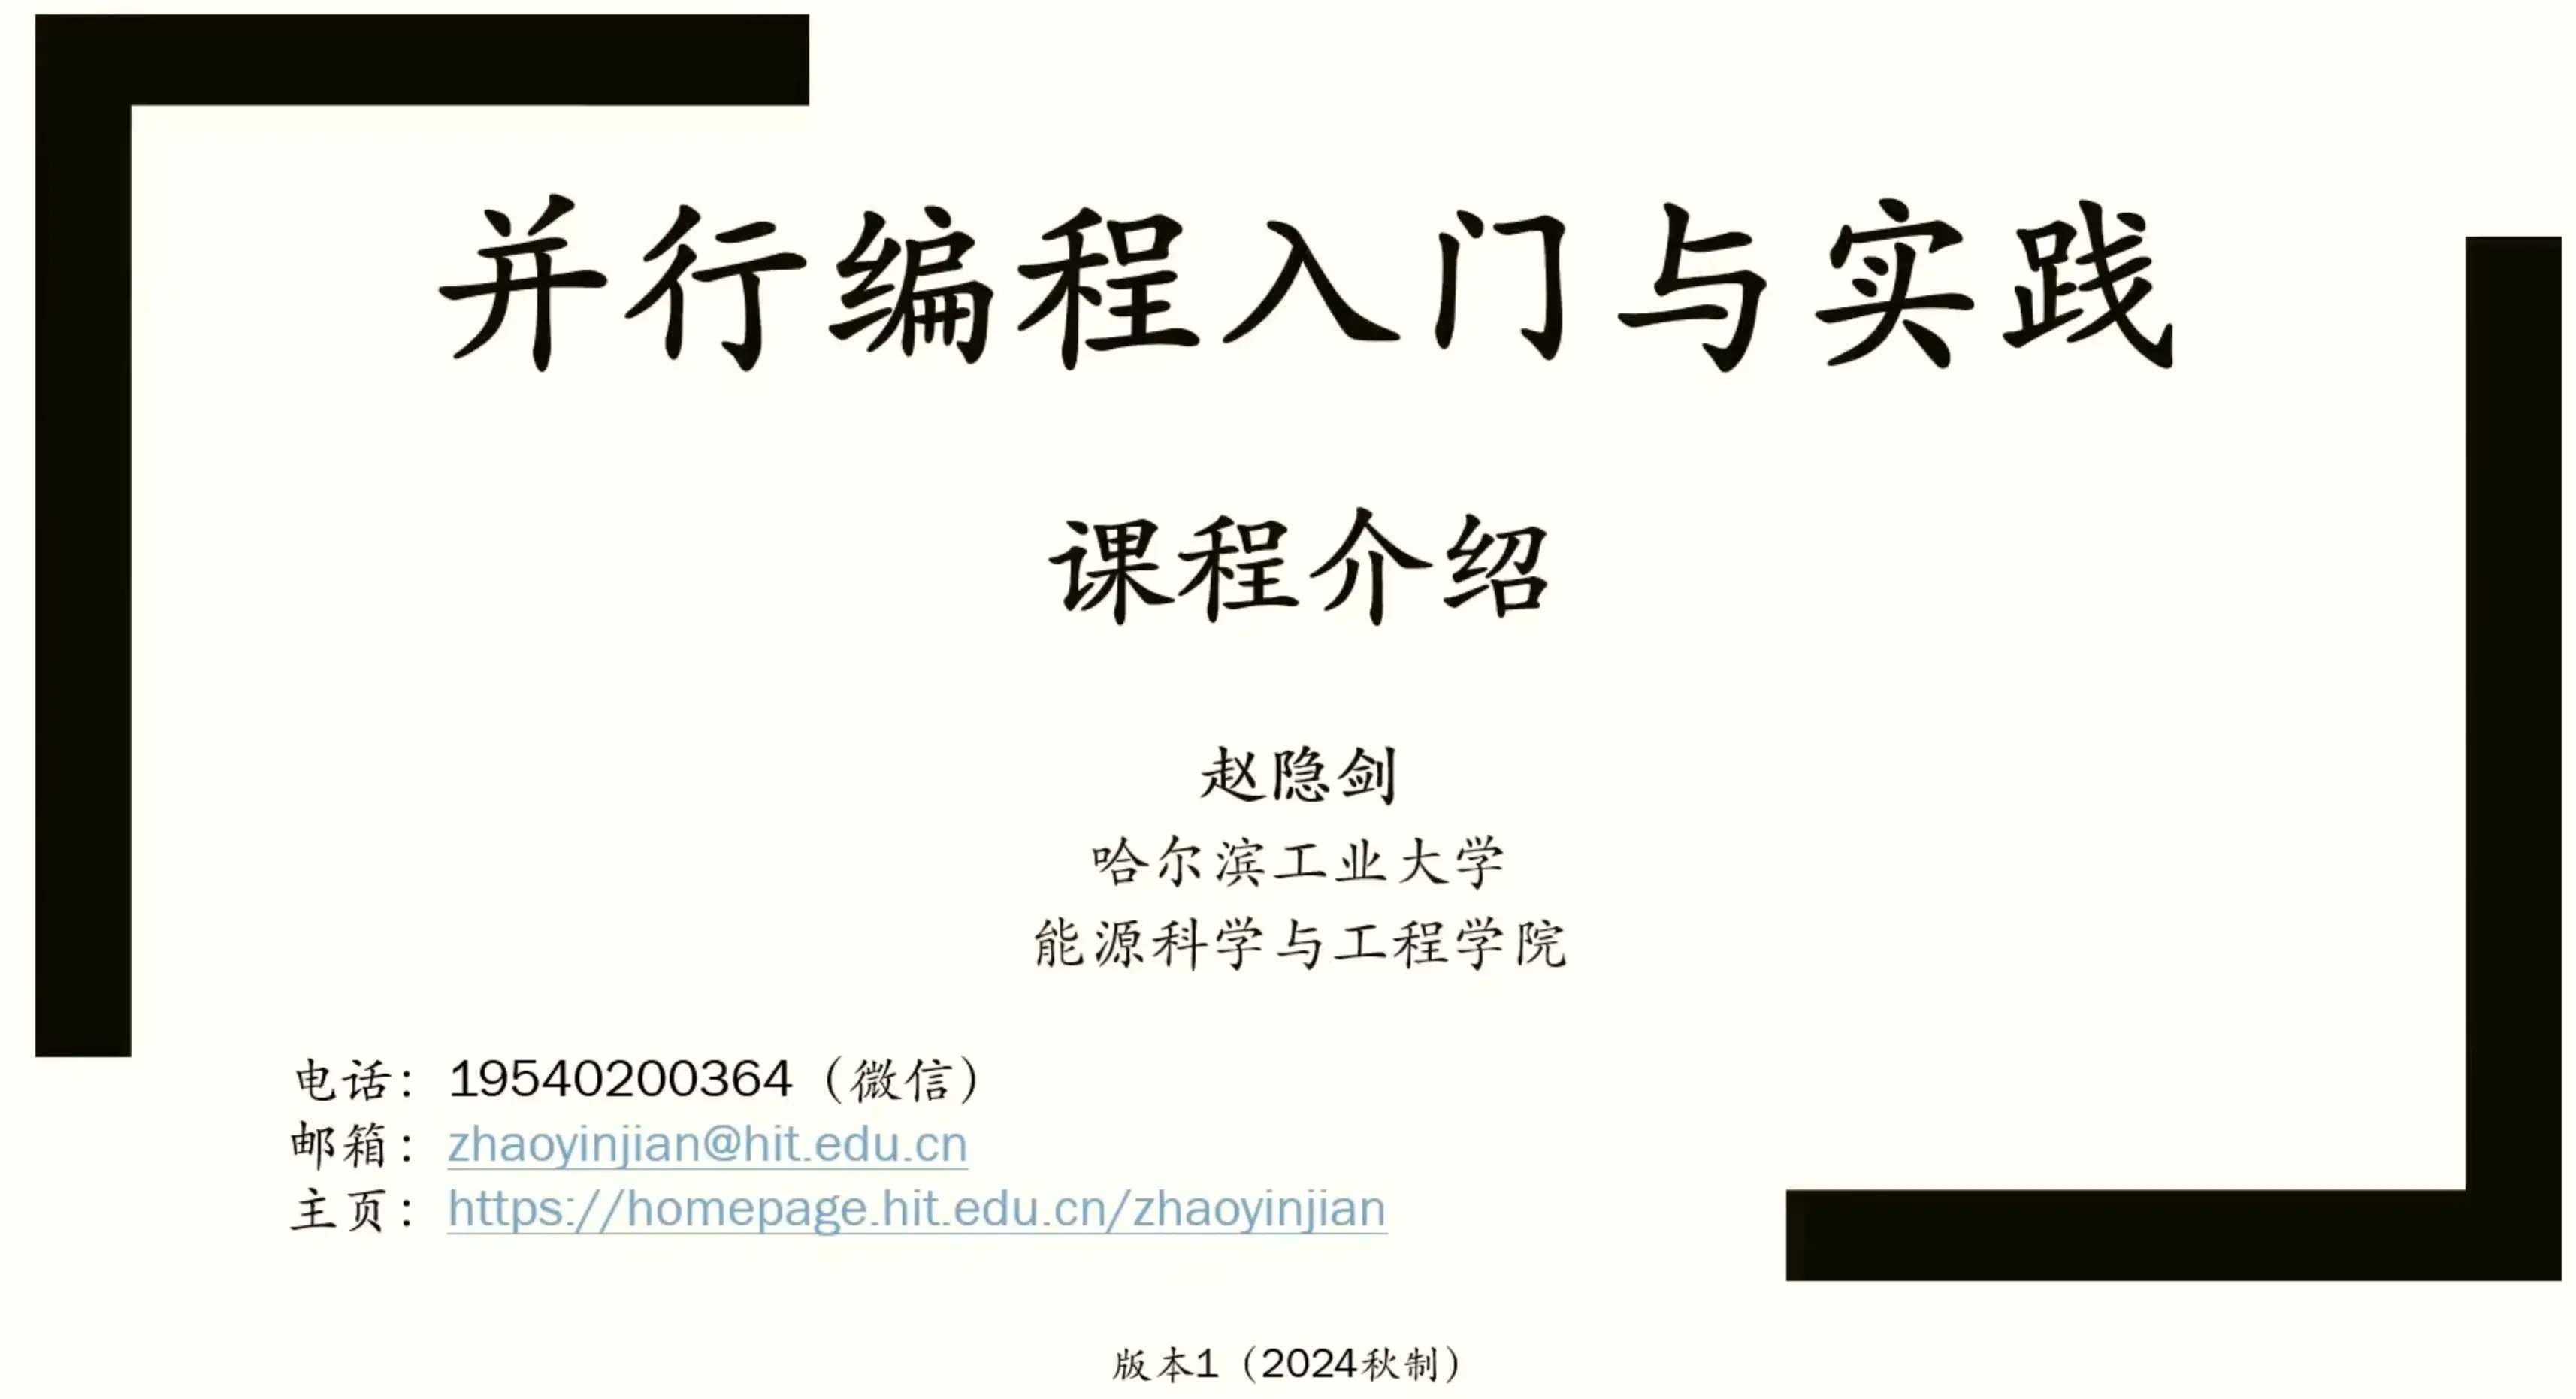 并行编程入门与实践
课程介绍
赵隐剑
哈尔滨工业大学
能源科学与工程学院
电话：19540200364（微信）
邮箱：zhaoyinjian@hit.edu.cn
主页：https://homepage.hit.edu.cn/zhaoyinjian
版本1（2024秋制）